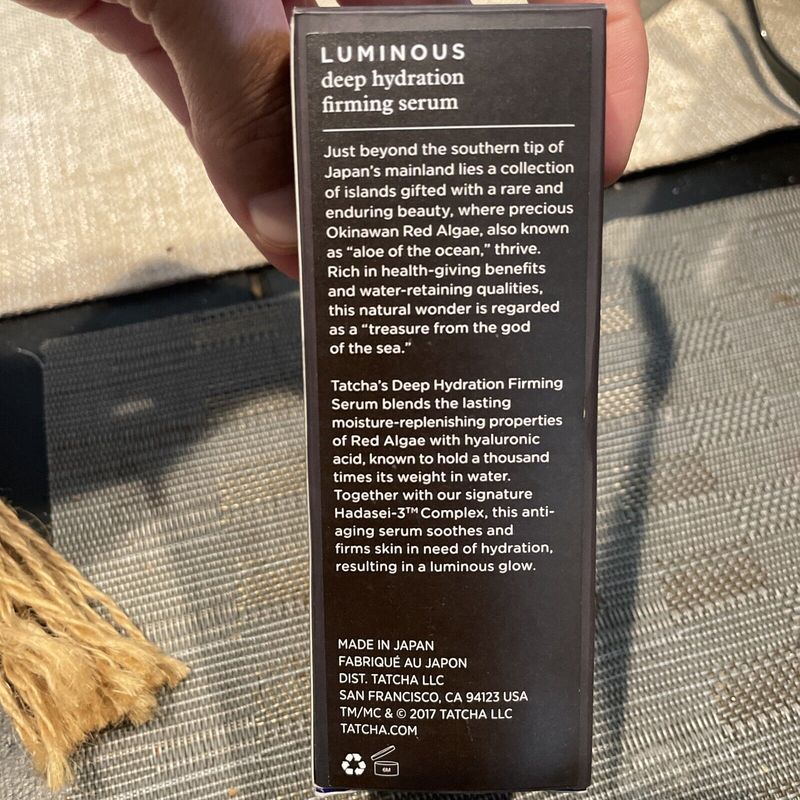 LUMINOUS
deep hydration
firming serum
Just beyond the southern tip of
Japan's mainland lies a collection
of islands gifted with a rare and
enduring beauty, where precious
Okinawan Red Algae, also known
as “aloe of the ocean,” thrive.
Rich in health-giving benefits
and water-retaining qualities,
this natural wonder is regarded
as a “treasure from the god
of the sea.”
Tatcha's Deep Hydration Firming
Serum blends the lasting
moisture-replenishing properties
of Red Algae with hyaluronic
acid, known to hold a thousand
times its weight in water.
Together with our signature
Hadasei-3™ Complex, this anti-
aging serum soothes and
firms skin in need of hydration,
resulting in a luminous glow.
MADE IN JAPAN
FABRIQUÉ AU JAPON
DIST. TATCHA LLC
SAN FRANCISCO, CA 94123 USA
TM/MC & © 2017 TATCHA LLC
TATCHA.COM
6M